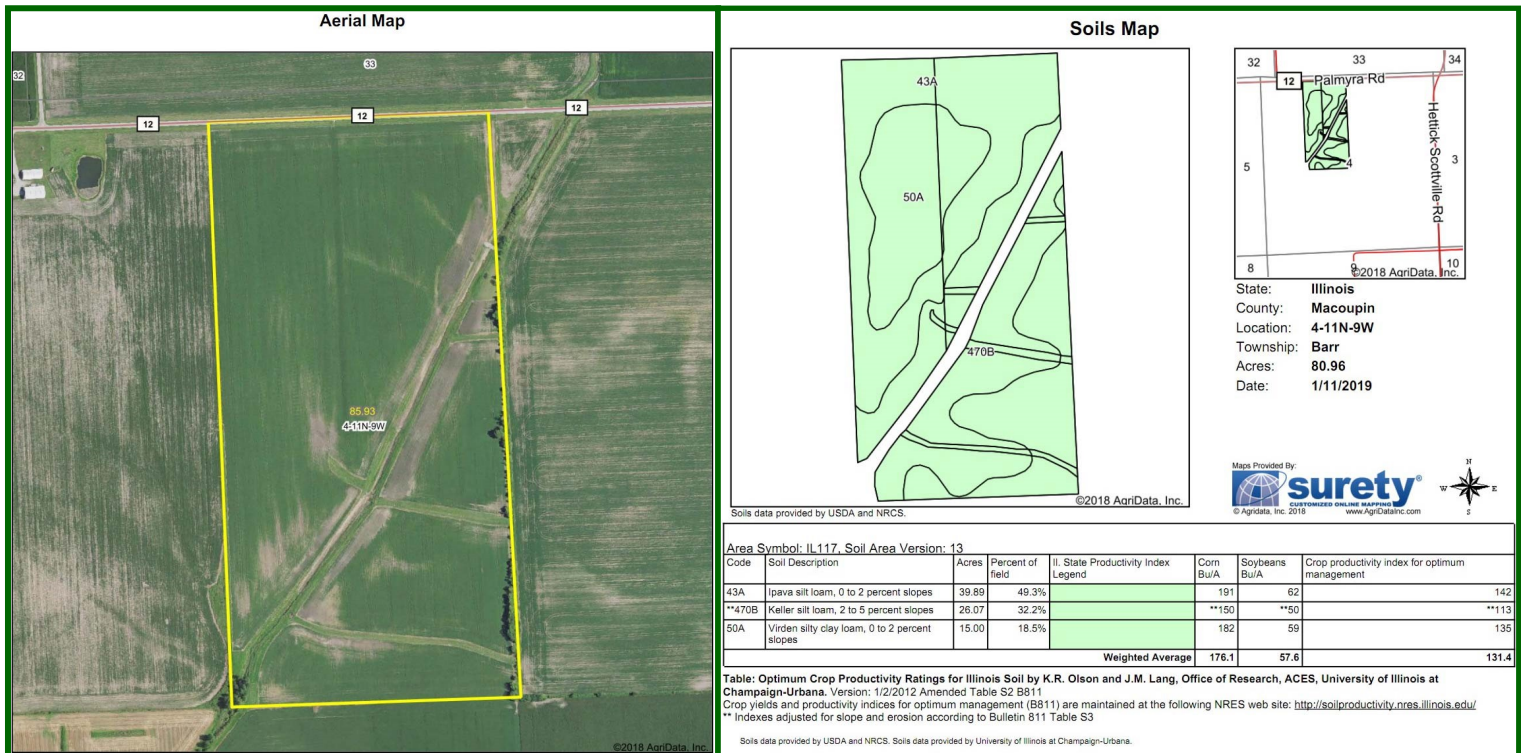 Aerial Map
32
33
12
12
12
85.93
4-11N-9W
©2018 AgriData, Inc.
Soils Map
43A
50A
470B
©2018 AgriData, Inc.
Soils data provided by USDA and NRCS.
32
33
34
12
Palmyra Rd
Hettick-Scottville-Rd
5
4
3
8
9
10
©2018 AgriData, Inc.
State: Illinois
County: Macoupin
Location: 4-11N-9W
Township: Barr
Acres: 80.96
Date: 1/11/2019
Maps Provided By:
surety®
CUSTOMIZED ONLINE MAPPING
© Agridata, Inc. 2018 www.AgriDataInc.com
N
W E
S
Area Symbol: IL117, Soil Area Version: 13
Code Soil Description Acres Percent of field II. State Productivity Index Legend Corn Bu/A Soybeans Bu/A Crop productivity index for optimum management
43A Ipava silt loam, 0 to 2 percent slopes 39.89 49.3% 191 62 142
**470B Keller silt loam, 2 to 5 percent slopes 26.07 32.2% **150 **50 **113
50A Virden silty clay loam, 0 to 2 percent slopes 15.00 18.5% 182 59 135
Weighted Average 176.1 57.6 131.4
Table: Optimum Crop Productivity Ratings for Illinois Soil by K.R. Olson and J.M. Lang, Office of Research, ACES, University of Illinois at
Champaign-Urbana. Version: 1/2/2012 Amended Table S2 B811
Crop yields and productivity indices for optimum management (B811) are maintained at the following NRES web site: http://soilproductivity.nres.illinois.edu/
** Indexes adjusted for slope and erosion according to Bulletin 811 Table S3
Soils data provided by USDA and NRCS. Soils data provided by University of Illinois at Champaign-Urbana.